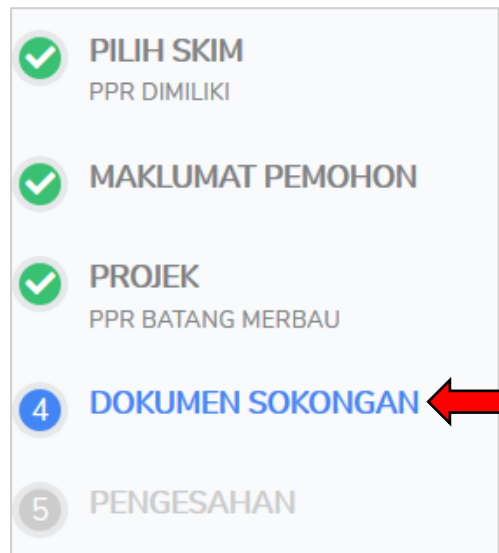 PILIH SKIM
PPR DIMILIKI
MAKLUMAT PEMOHON
PROJEK
PPR BATANG MERBAU
4 DOKUMEN SOKONGAN
5 PENGESAHAN